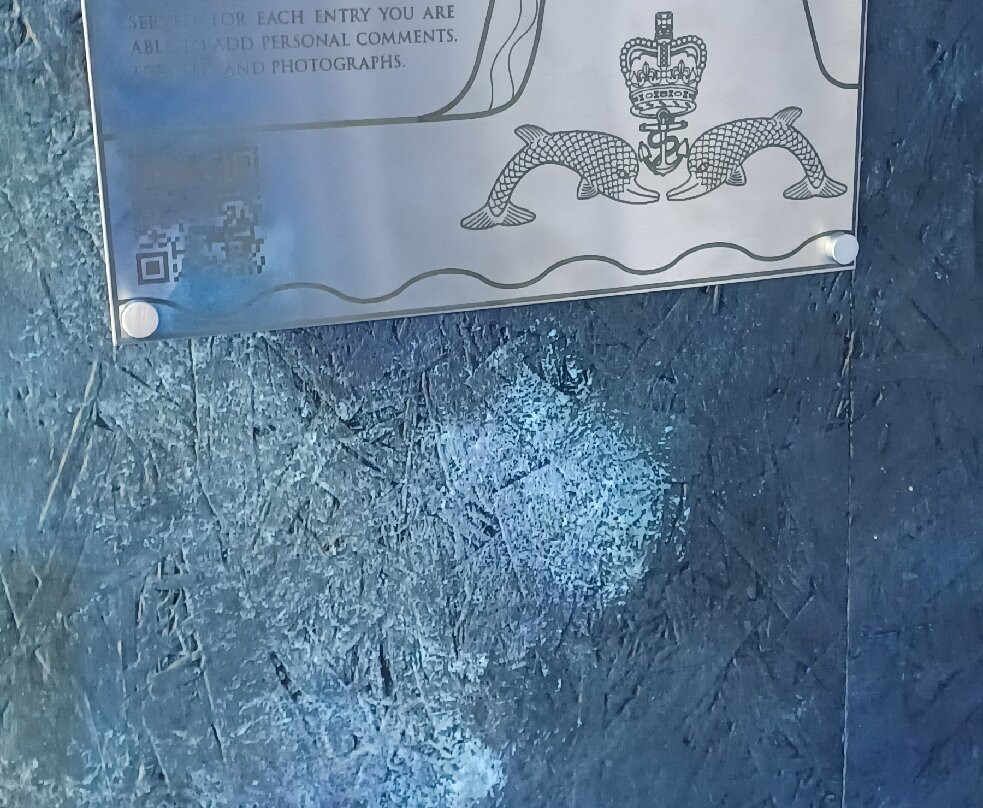 FOR EACH ENTRY YOU ARE
TO ADD PERSONAL COMMENTS,
AND PHOTOGRAPHS.